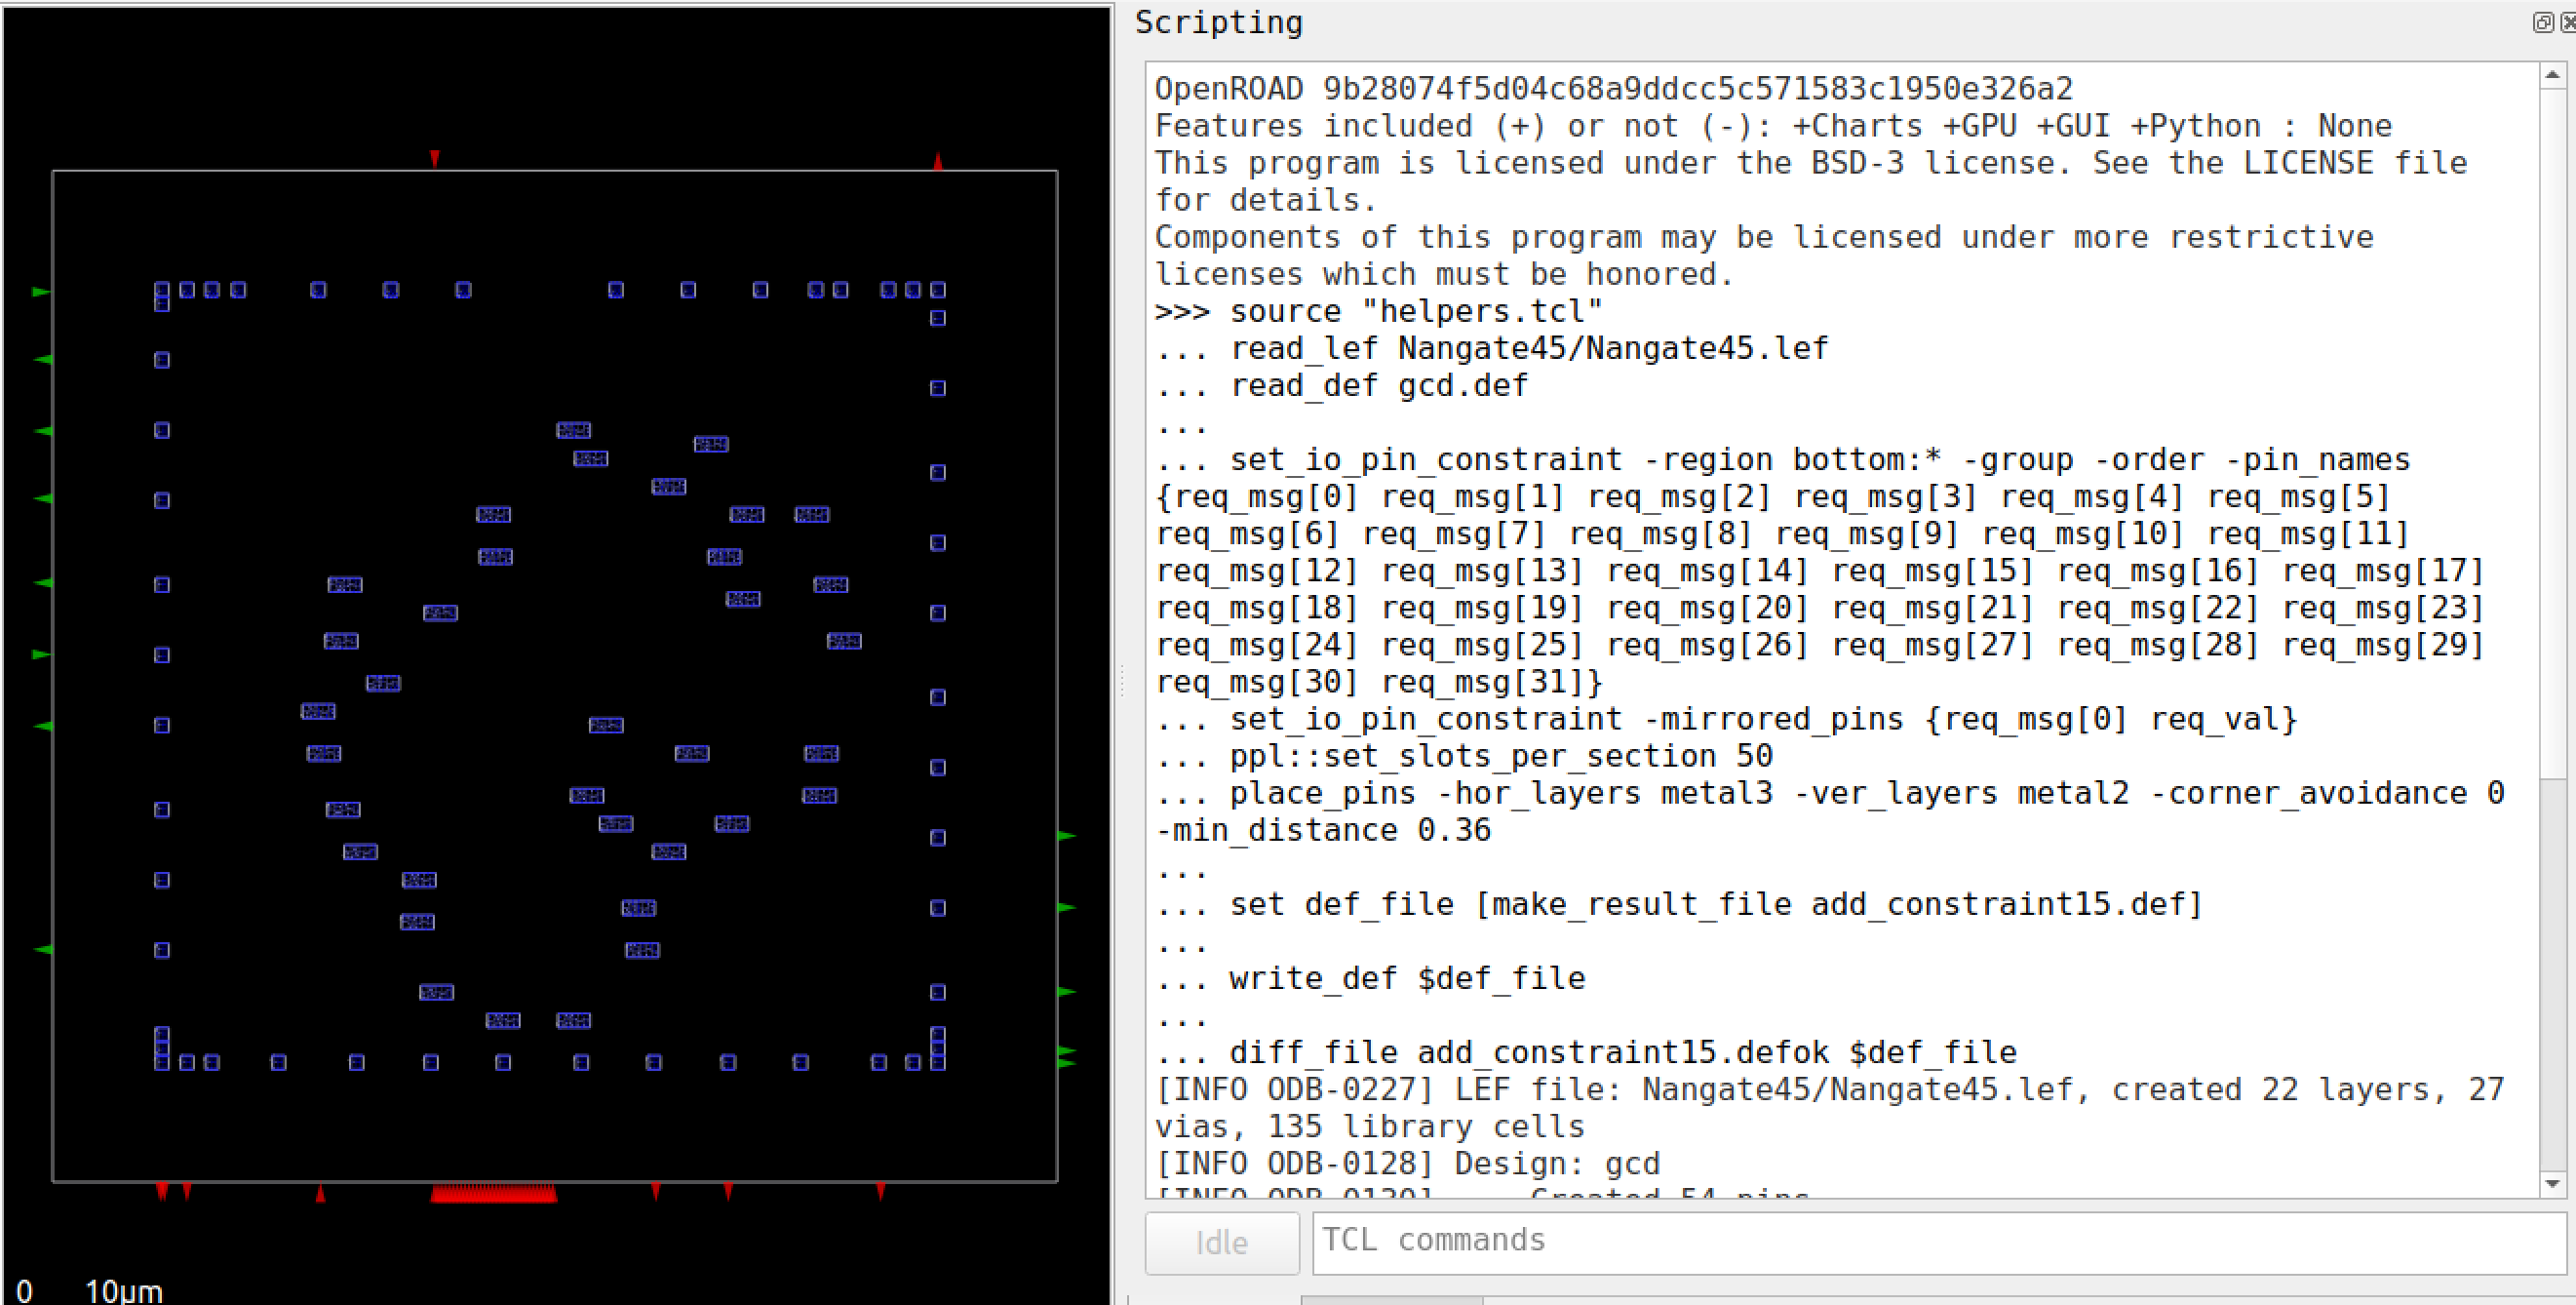 Scripting
OpenROAD 9b28074f5d04c68a9ddcc5c571583c1950e326a2
Features included (+) or not (-): +Charts +GPU +GUI +Python : None
This program is licensed under the BSD-3 license. See the LICENSE file
for details.
Components of this program may be licensed under more restrictive
licenses which must be honored.
>>> source "helpers.tcl"
... read_lef Nangate45/Nangate45.lef
... read_def gcd.def
...
... set_io_pin_constraint -region bottom:* -group -order -pin_names
{req_msg[0] req_msg[1] req_msg[2] req_msg[3] req_msg[4] req_msg[5]
req_msg[6] req_msg[7] req_msg[8] req_msg[9] req_msg[10] req_msg[11]
req_msg[12] req_msg[13] req_msg[14] req_msg[15] req_msg[16] req_msg[17]
req_msg[18] req_msg[19] req_msg[20] req_msg[21] req_msg[22] req_msg[23]
req_msg[24] req_msg[25] req_msg[26] req_msg[27] req_msg[28] req_msg[29]
req_msg[30] req_msg[31]}
... set_io_pin_constraint -mirrored_pins {req_msg[0] req_val}
... ppl::set_slots_per_section 50
... place_pins -hor_layers metal3 -ver_layers metal2 -corner_avoidance 0
-min_distance 0.36
...
... set def_file [make_result_file add_constraint15.def]
...
... write_def $def_file
...
... diff_file add_constraint15.defok $def_file
[INFO ODB-0227] LEF file: Nangate45/Nangate45.lef, created 22 layers, 27
vias, 135 library cells
[INFO ODB-0128] Design: gcd
[INFO ODB-0130] Created 54 pins
Idle
TCL commands
0 10μm